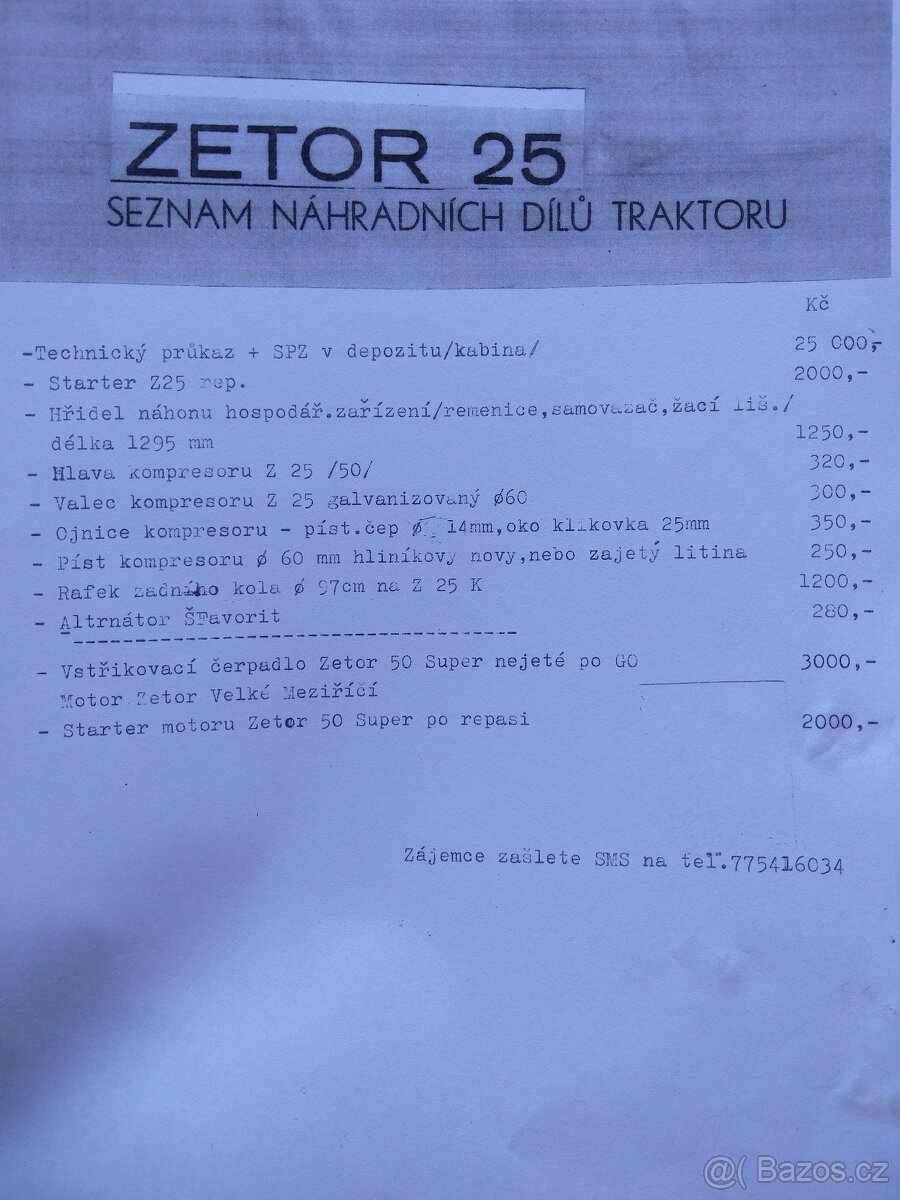 ZETOR 25
SEZNAM NÁHRADNÍCH DÍLŮ TRAKTORU
Kč
-Technický průkaz + SPZ v depozitu/kabina/ 25 000,-
- Starter Z25 rep. 2000,-
- Hřidel náhonu hospodář.zařízení/remenice,samovazač,žací liš./
délka 1295 mm 1250,-
- Hlava kompresoru Z 25 /50/ 320,-
- Valec kompresoru Z 25 galvanizovaný ø60 300,-
- Ojnice kompresoru - píst.čep ø 14mm,oko klikovka 25mm 350,-
- Píst kompresoru ø 60 mm hliníkovy novy,nebo zajetý litina 250,-
- Rafek zadního kola ø 97cm na Z 25 K 1200,-
- Altrnátor ŠFavorit 280,-
- Vstřikovací čerpadlo Zetor 50 Super nejeté po GO 3000,-
Motor Zetor Velké Meziříčí
- Starter motoru Zetor 50 Super po repasi 2000,-
Zájemce zašlete SMS na tel.775416034
@( Bazos.cz